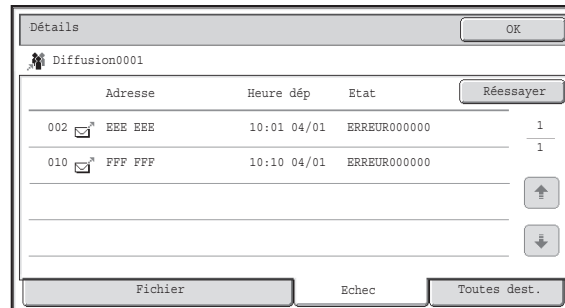 Détails OK
Diffusion0001
Adresse Heure dép Etat Réessayer
002 EEE EEE 10:01 04/01 ERREUR000000 1
1
010 FFF FFF 10:10 04/01 ERREUR000000
Fichier Echec Toutes dest.